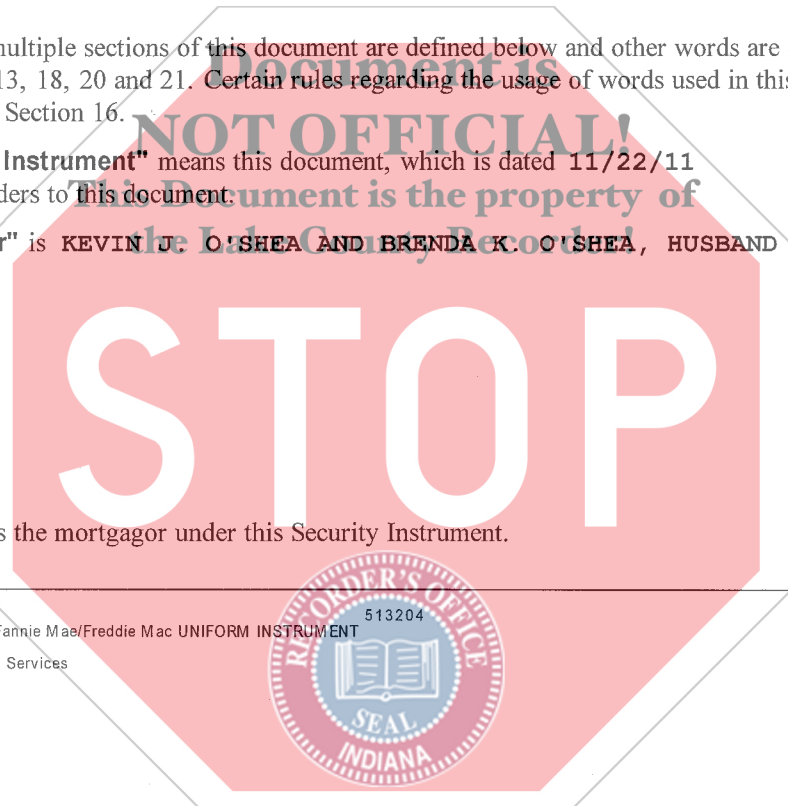 multiple sections of this document are defined below and other words are
13, 18, 20 and 21. Certain rules regarding the usage of words used in this
Section 16.
Instrument" means this document, which is dated 11/22/11
ders to this document.
r" is KEVIN J. O'SHEA AND BRENDA K. O'SHEA, HUSBAND
Document is
NOT OFFICIAL!
This Document is the property of
the Lake County Recorder!
STOP
s the mortgagor under this Security Instrument.
513204
Fannie Mae/Freddie Mac UNIFORM INSTRUMENT
Services
RECORDER'S OFFICE
SEAL
INDIANA